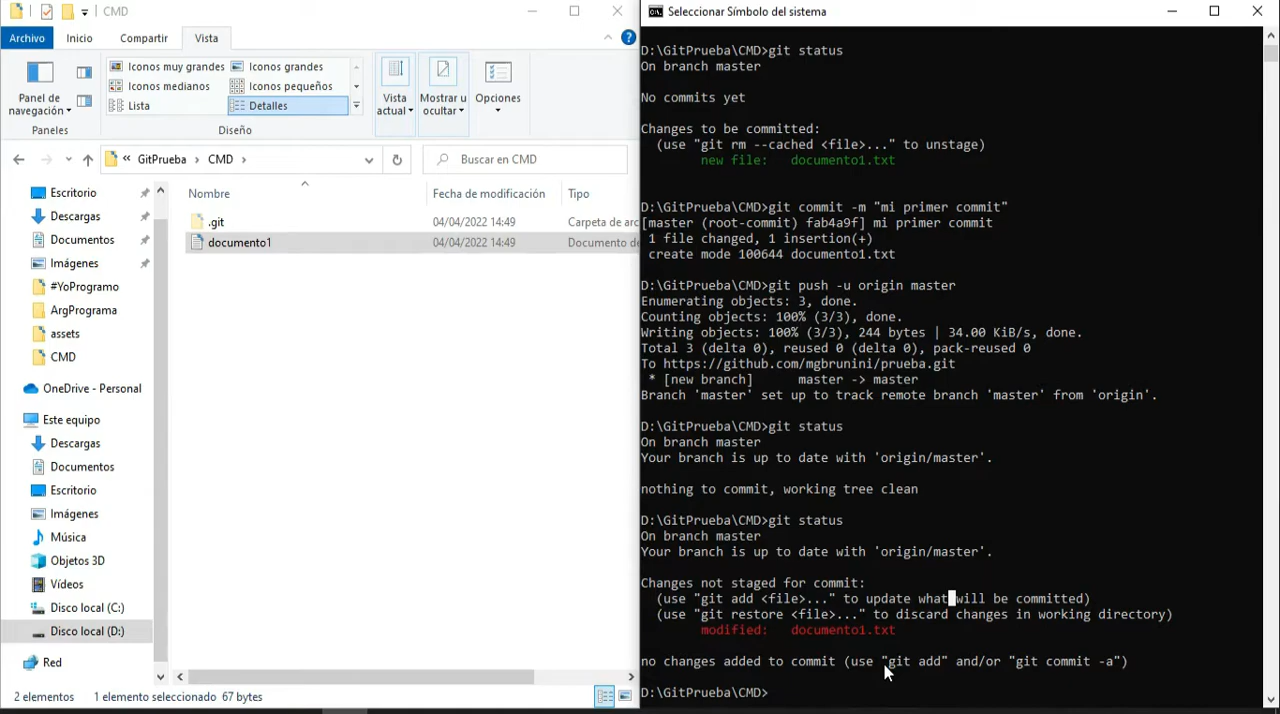 CMD
Archivo
Inicio
Compartir
Vista
Panel de
navegación
Paneles
Iconos muy grandes
Iconos grandes
Iconos medianos
Iconos pequeños
Lista
Detalles
Diseño
Vista
actual
Mostrar u
ocultar
Opciones
« GitPrueba › CMD ›
Buscar en CMD
Escritorio
Descargas
Documentos
Imágenes
#YoProgramo
ArgPrograma
assets
CMD
OneDrive - Personal
Este equipo
Descargas
Documentos
Escritorio
Imágenes
Música
Objetos 3D
Vídeos
Disco local (C:)
Disco local (D:)
Red
Nombre Fecha de modificación Tipo
.git 04/04/2022 14:49 Carpeta de arc
documento1 04/04/2022 14:49 Documento de
2 elementos 1 elemento seleccionado 67 bytes
Seleccionar Símbolo del sistema
D:\GitPrueba\CMD>git status
On branch master
No commits yet
Changes to be committed:
(use "git rm --cached <file>..." to unstage)
new file: documento1.txt
D:\GitPrueba\CMD>git commit -m "mi primer commit"
[master (root-commit) fab4a9f] mi primer commit
1 file changed, 1 insertion(+)
create mode 100644 documento1.txt
D:\GitPrueba\CMD>git push -u origin master
Enumerating objects: 3, done.
Counting objects: 100% (3/3), done.
Writing objects: 100% (3/3), 244 bytes | 34.00 KiB/s, done.
Total 3 (delta 0), reused 0 (delta 0), pack-reused 0
To https://github.com/mgbrunini/prueba.git
* [new branch] master -> master
Branch 'master' set up to track remote branch 'master' from 'origin'.
D:\GitPrueba\CMD>git status
On branch master
Your branch is up to date with 'origin/master'.
nothing to commit, working tree clean
D:\GitPrueba\CMD>git status
On branch master
Your branch is up to date with 'origin/master'.
Changes not staged for commit:
(use "git add <file>..." to update what will be committed)
(use "git restore <file>..." to discard changes in working directory)
modified: documento1.txt
no changes added to commit (use "git add" and/or "git commit -a")
D:\GitPrueba\CMD>